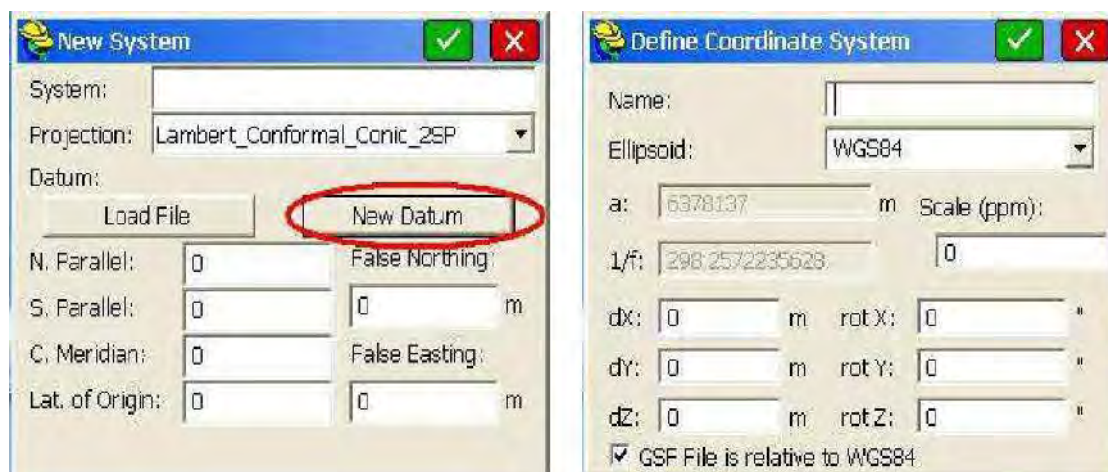 New System
System:
Projection: Lambert_Conformal_Conic_2SP
Datum:
Load File New Datum
N. Parallel: 0 False Northing
S. Parallel: 0 0 m
C. Meridian: 0 False Easting:
Lat. of Origin: 0 0 m
Define Coordinate System
Name:
Ellipsoid: WGS84
a: 6378137 m Scale (ppm):
1/f: 298.2572235628 0
dX: 0 m rot X: 0 "
dY: 0 m rot Y: 0 "
dZ: 0 m rot Z: 0 "
GSF File is relative to WGS84